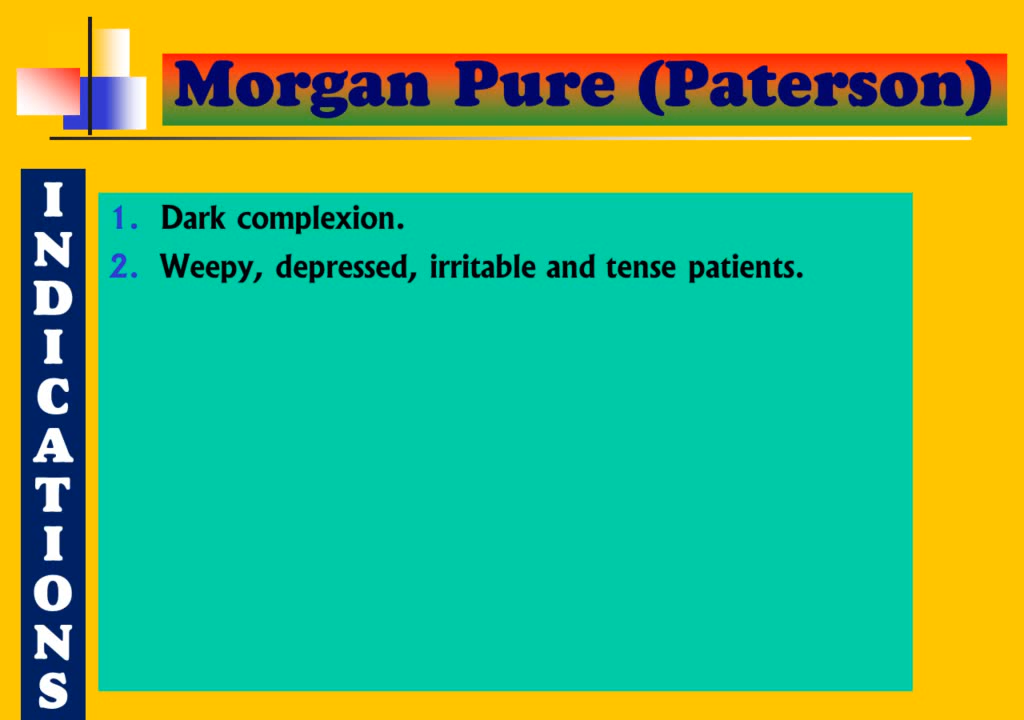 Morgan Pure (Paterson)
INDICATIONS
1. Dark complexion.
2. Weepy, depressed, irritable and tense patients.